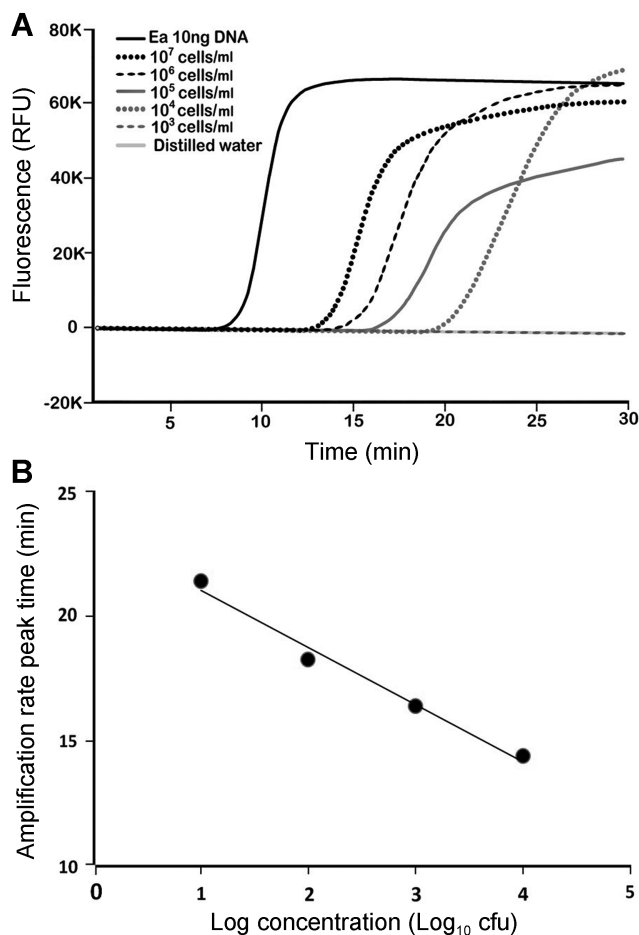 A
80K
60K
40K
20K
0
-20K
Fluorescence (RFU)
Ea 10ng DNA
10⁷ cells/ml
10⁶ cells/ml
10⁵ cells/ml
10⁴ cells/ml
10³ cells/ml
Distilled water
5 10 15 20 25 30
Time (min)
B
25
20
15
10
Amplification rate peak time (min)
0 1 2 3 4 5
Log concentration (Log₁₀ cfu)